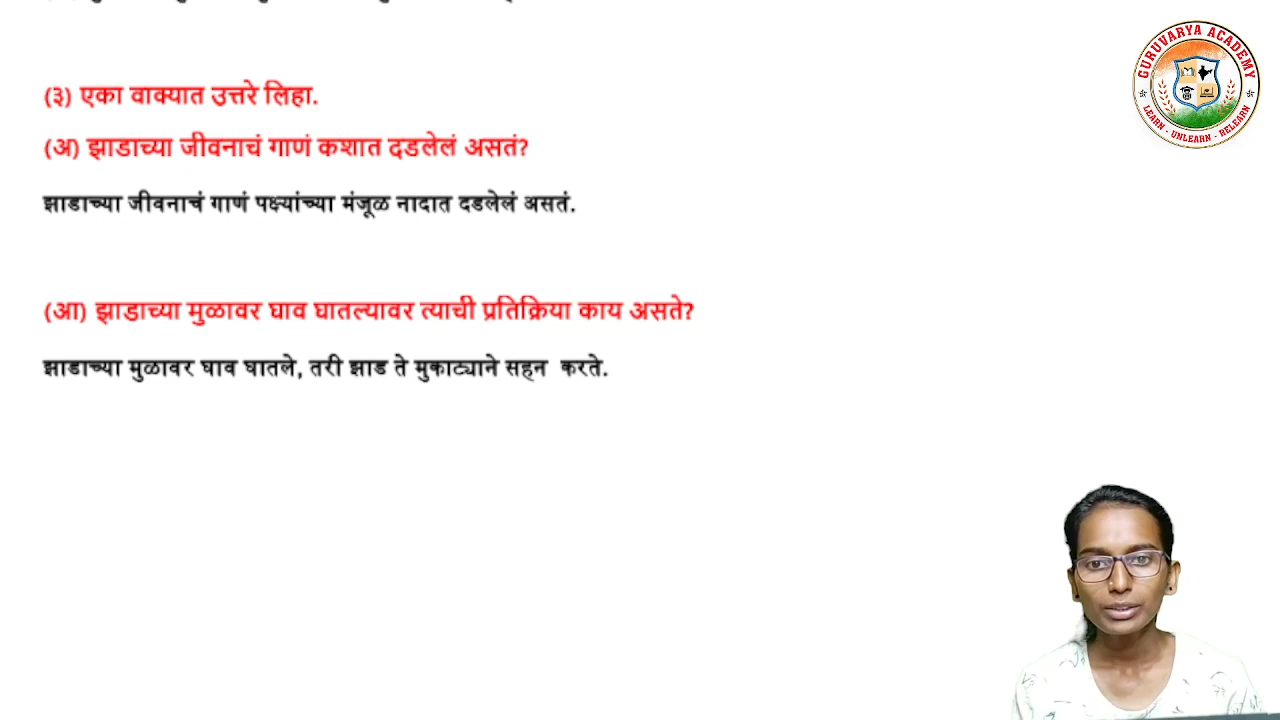 (३) एका वाक्यात उत्तरे लिहा.
(अ) झाडाच्या जीवनाचं गाणं कशात दडलेलं असतं?
झाडाच्या जीवनाचं गाणं पक्ष्यांच्या मंजूळ नादात दडलेलं असतं.
(आ) झाडाच्या मुळावर घाव घातल्यावर त्याची प्रतिक्रिया काय असते?
झाडाच्या मुळावर घाव घातले, तरी झाड ते मुकाट्याने सहन करते.
GURUVARYA ACADEMY
LEARN - UNLEARN - RELEARN